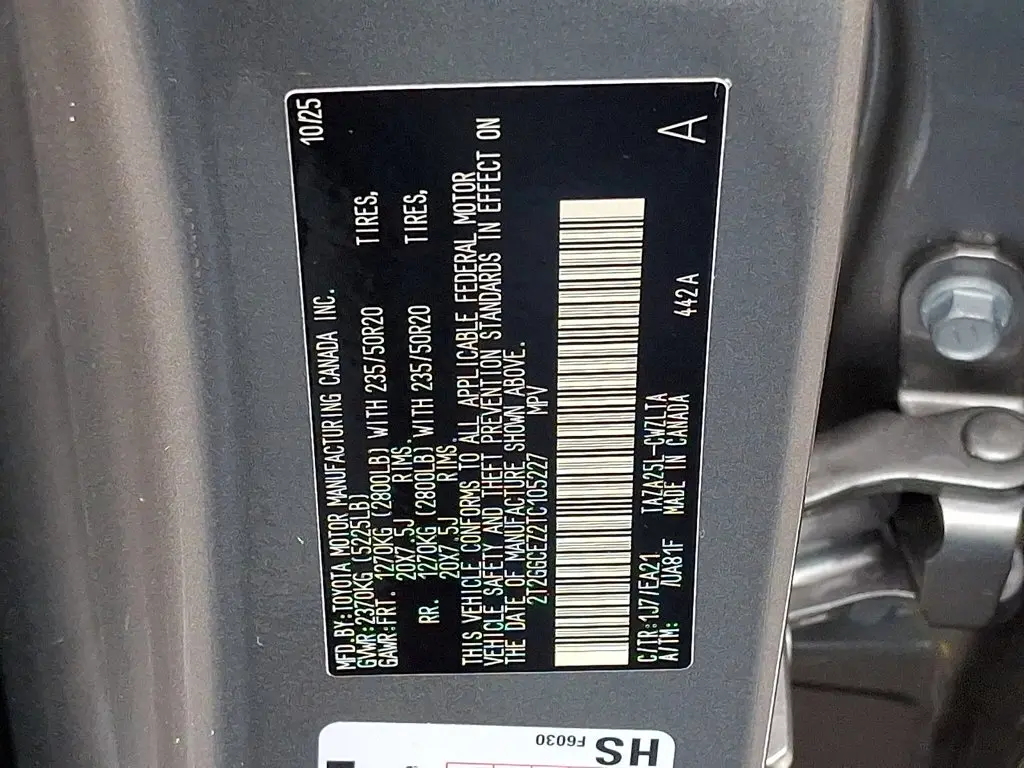 MFD.BY:TOYOTA MOTOR MANUFACTURING CANADA INC. 10/25
GVWR:2370KG (5225LB)
GAWR:FRT. 1270KG (2800LB) WITH 235/50R20 TIRES,
20X7.5J RIMS.
RR. 1270KG (2800LB) WITH 235/50R20 TIRES,
20X7.5J RIMS.
THIS VEHICLE CONFORMS TO ALL APPLICABLE FEDERAL MOTOR
VEHICLE SAFETY AND THEFT PREVENTION STANDARDS IN EFFECT ON
THE DATE OF MANUFACTURE SHOWN ABOVE.
2T2GGCEZ2TC105227 MPV
C/TR:1J7/EA21 TAZA25L-CWZLTA 442A
A/TM: /UA81F MADE IN CANADA A
HS
F6030